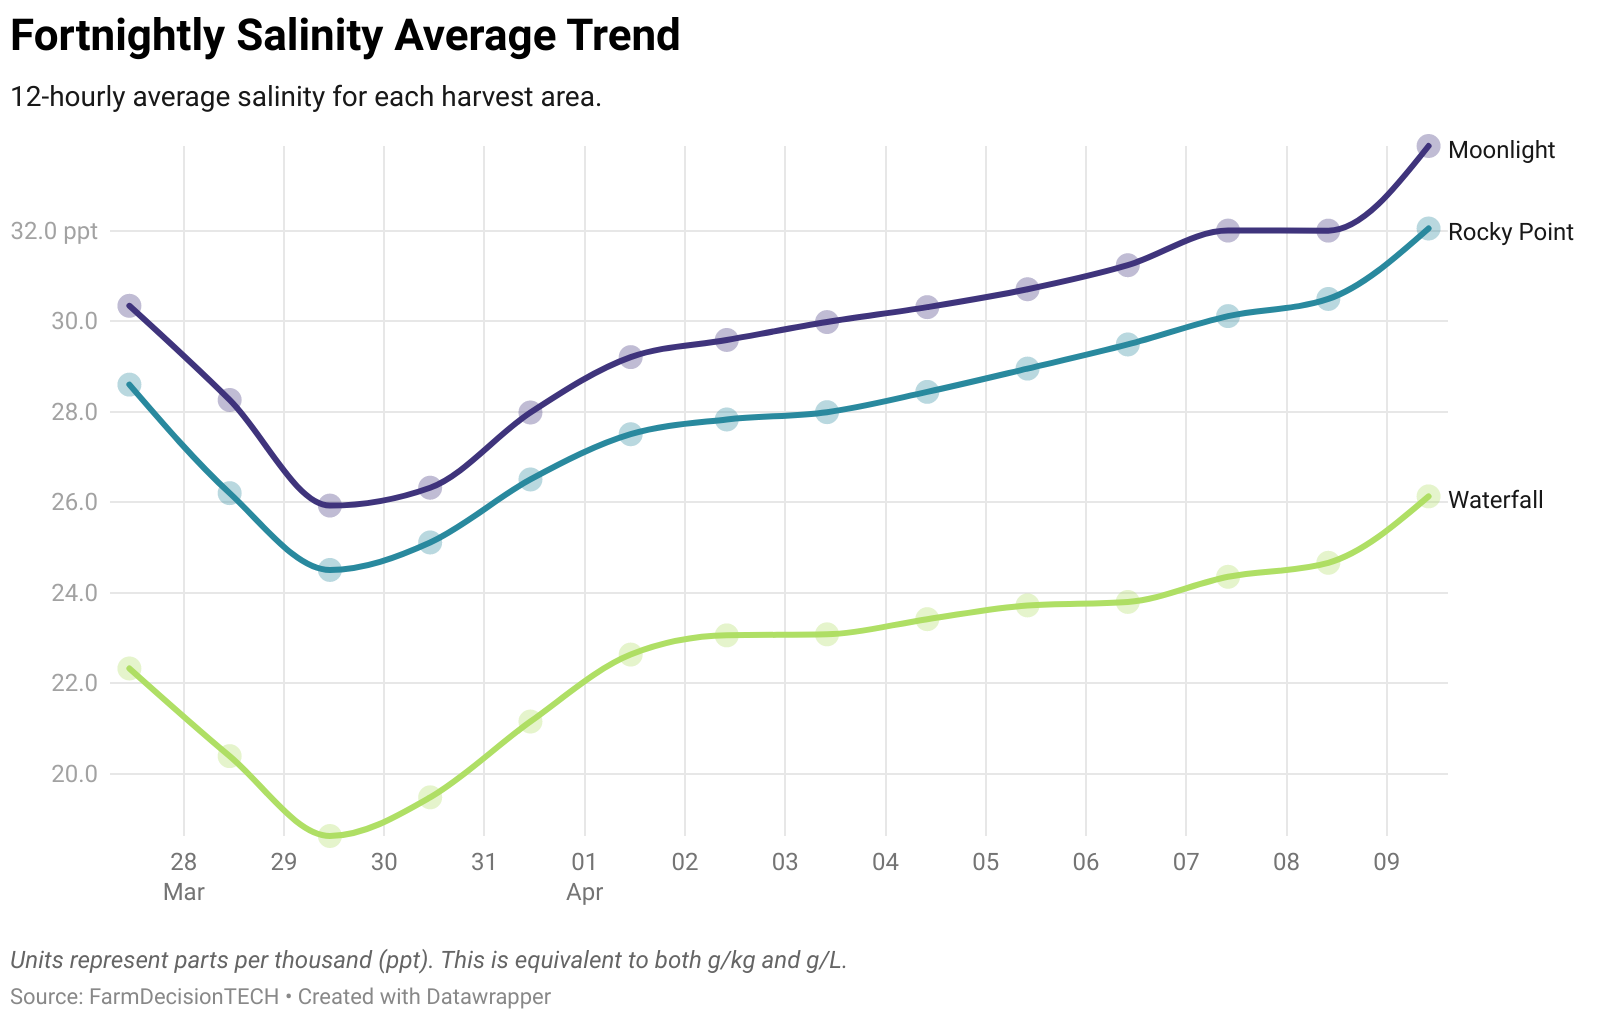 Fortnightly Salinity Average Trend
12-hourly average salinity for each harvest area.
Moonlight
32.0 ppt
Rocky Point
30.0
28.0
26.0
Waterfall
24.0
22.0
20.0
28 29 30 31 01 02 03 04 05 06 07 08 09
Mar Apr
Units represent parts per thousand (ppt). This is equivalent to both g/kg and g/L.
Source: FarmDecisionTECH • Created with Datawrapper